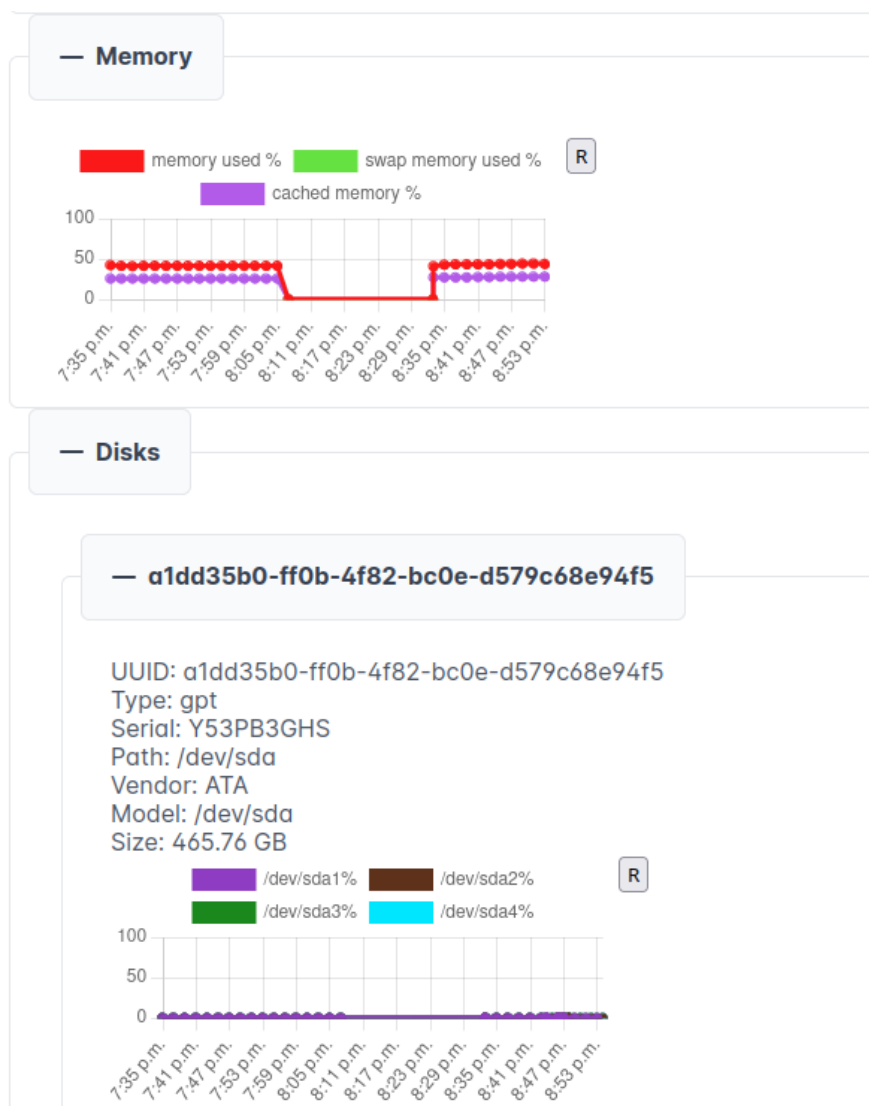 — Memory
memory used % swap memory used % R
cached memory %
100
50
0
7:35 p.m. 7:41 p.m. 7:47 p.m. 7:53 p.m. 7:59 p.m. 8:05 p.m. 8:11 p.m. 8:17 p.m. 8:23 p.m. 8:29 p.m. 8:35 p.m. 8:41 p.m. 8:47 p.m. 8:53 p.m.
— Disks
— a1dd35b0-ff0b-4f82-bc0e-d579c68e94f5
UUID: a1dd35b0-ff0b-4f82-bc0e-d579c68e94f5
Type: gpt
Serial: Y53PB3GHS
Path: /dev/sda
Vendor: ATA
Model: /dev/sda
Size: 465.76 GB
/dev/sda1% /dev/sda2% R
/dev/sda3% /dev/sda4%
100
50
0
7:35 p.m. 7:41 p.m. 7:47 p.m. 7:53 p.m. 7:59 p.m. 8:05 p.m. 8:11 p.m. 8:17 p.m. 8:23 p.m. 8:29 p.m. 8:35 p.m. 8:41 p.m. 8:47 p.m. 8:53 p.m.